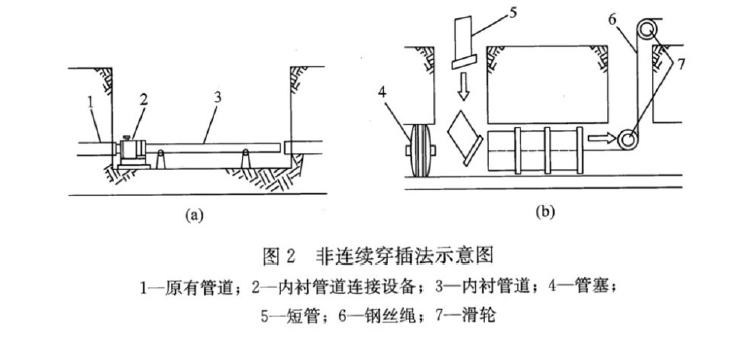 5
6
1
2
3
4
7
(a)
(b)
图 2 非连续穿插法示意图
1—原有管道；2—内衬管道连接设备；3—内衬管道；4—管塞；
5—短管；6—钢丝绳；7—滑轮